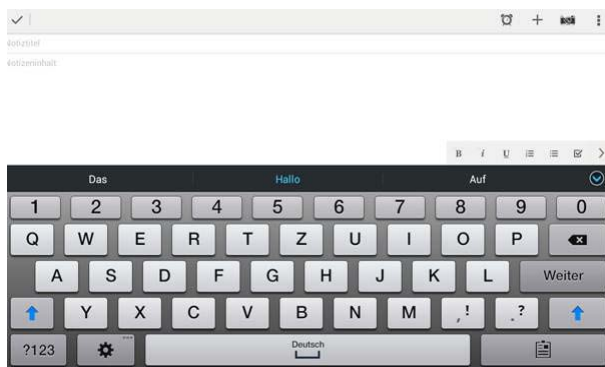 Notiztitel
Notizeninhalt
B i U
Das Hallo Auf
1 2 3 4 5 6 7 8 9 0
Q W E R T Z U I O P
A S D F G H J K L Weiter
Y X C V B N M , ! . ?
?123 Deutsch